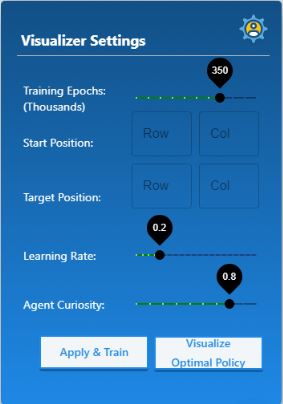 Visualizer Settings
350
Training Epochs:
(Thousands)
Start Position:
Row
Col
Target Position:
Row
Col
0.2
Learning Rate:
0.8
Agent Curiosity:
Apply & Train
Visualize
Optimal Policy